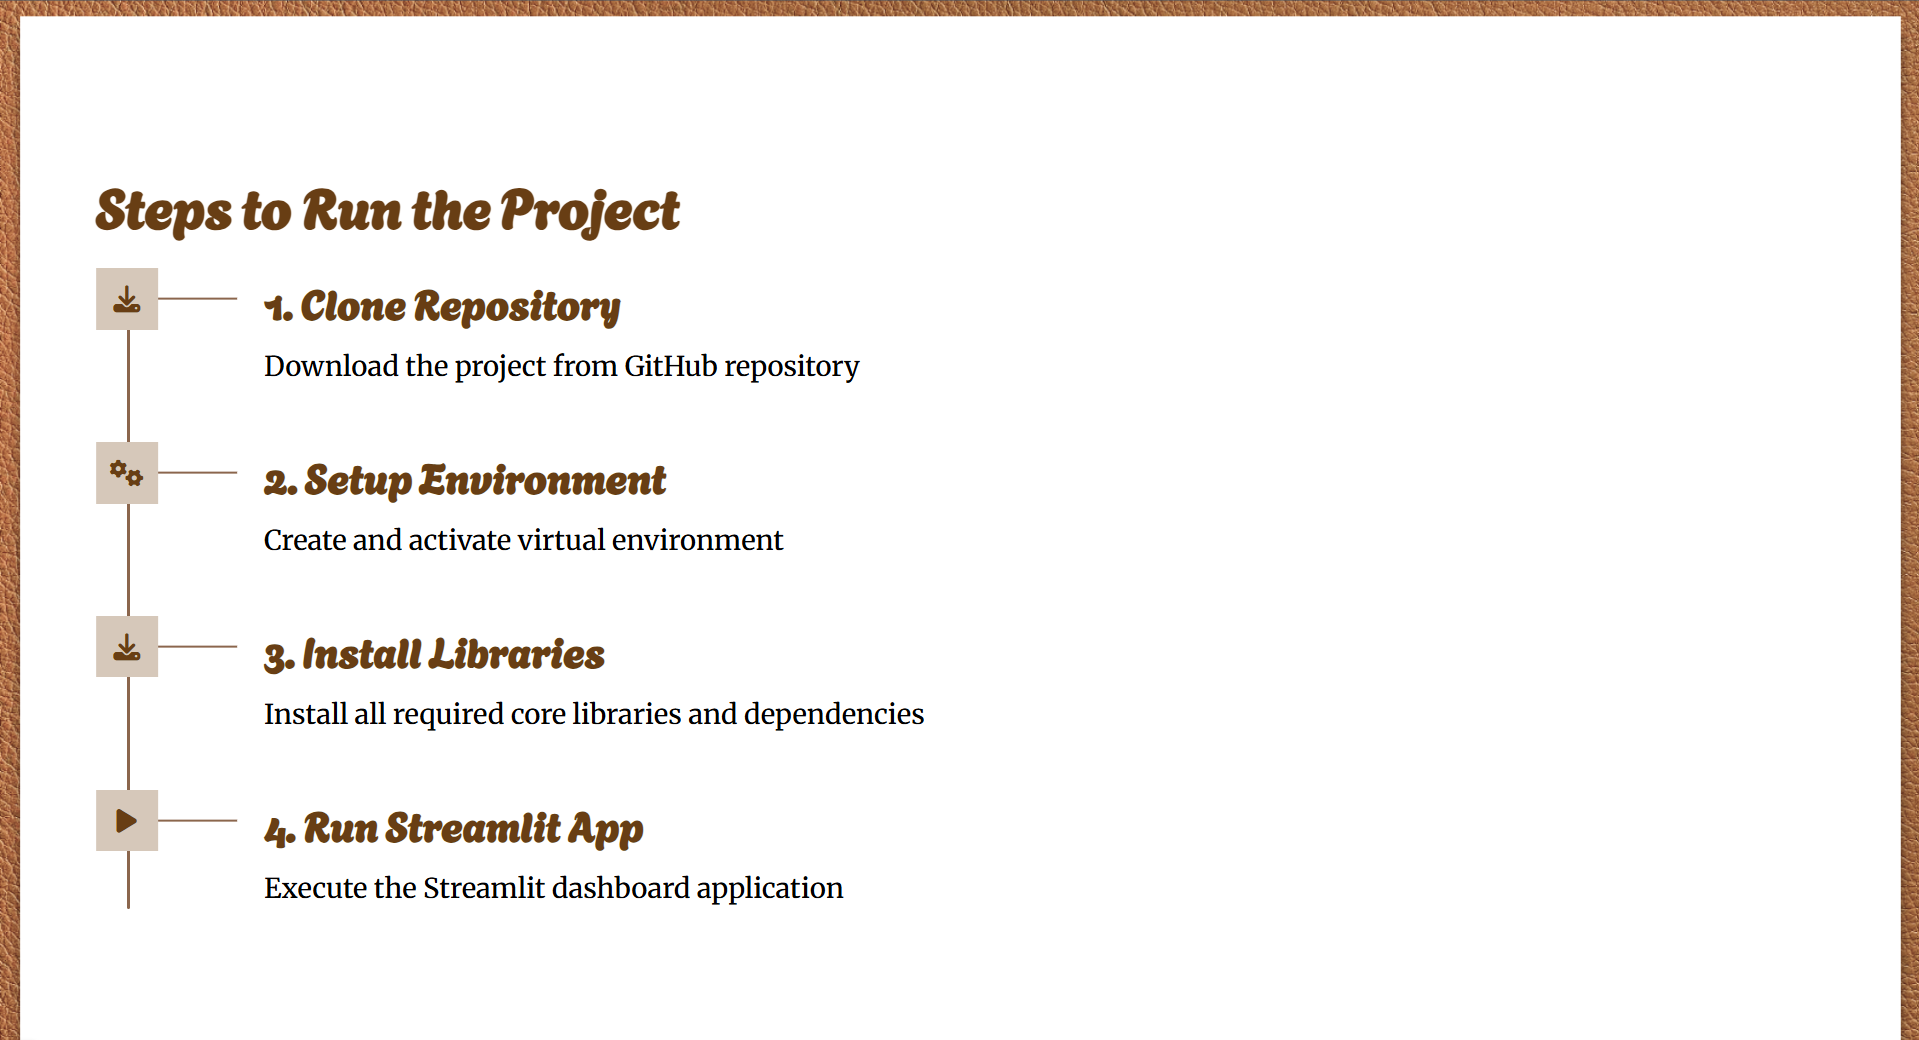 Steps to Run the Project
1. Clone Repository
Download the project from GitHub repository
2. Setup Environment
Create and activate virtual environment
3. Install Libraries
Install all required core libraries and dependencies
4. Run Streamlit App
Execute the Streamlit dashboard application